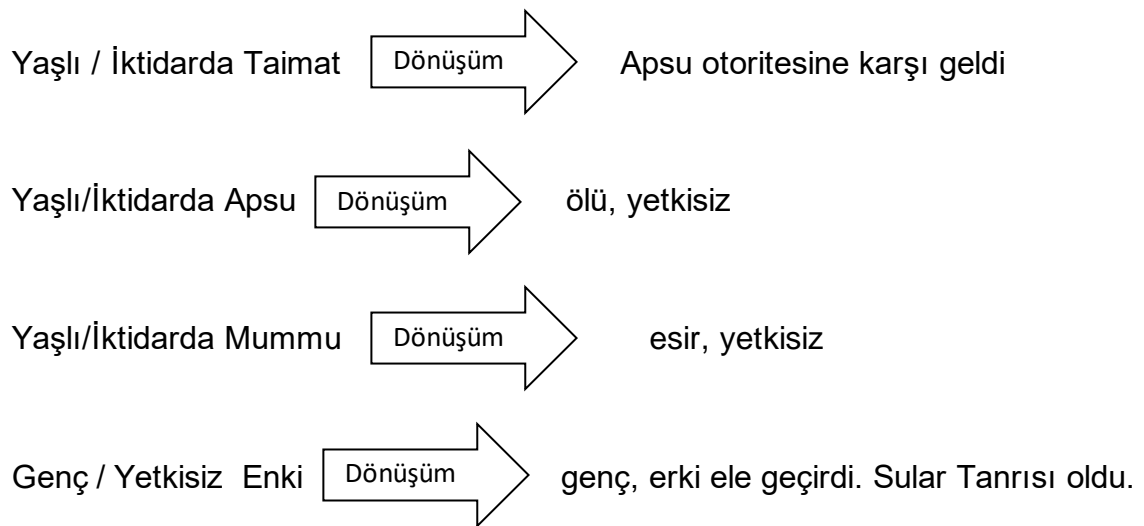 Yaşlı / İktidarda Taimat Dönüşüm Apsu otoritesine karşı geldi
Yaşlı/İktidarda Apsu Dönüşüm ölü, yetkisiz
Yaşlı/İktidarda Mummu Dönüşüm esir, yetkisiz
Genç / Yetkisiz Enki Dönüşüm genç, erki ele geçirdi. Sular Tanrısı oldu.